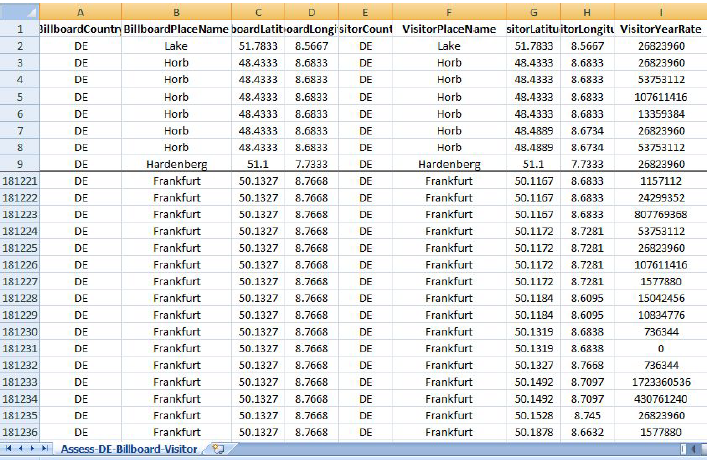 A B C D E F G H I
1 BillboardCountry BillboardPlaceName boardLatit boardLongi isitorCount VisitorPlaceName sitorLatitu itorLongitu VisitorYearRate
2 DE Lake 51.7833 8.5667 DE Lake 51.7833 8.5667 26823960
3 DE Horb 48.4333 8.6833 DE Horb 48.4333 8.6833 26823960
4 DE Horb 48.4333 8.6833 DE Horb 48.4333 8.6833 53753112
5 DE Horb 48.4333 8.6833 DE Horb 48.4333 8.6833 107611416
6 DE Horb 48.4333 8.6833 DE Horb 48.4333 8.6833 13359384
7 DE Horb 48.4333 8.6833 DE Horb 48.4889 8.6734 26823960
8 DE Horb 48.4333 8.6833 DE Horb 48.4889 8.6734 53753112
9 DE Hardenberg 51.1 7.7333 DE Hardenberg 51.1 7.7333 26823960
181221 DE Frankfurt 50.1327 8.7668 DE Frankfurt 50.1167 8.6833 1157112
181222 DE Frankfurt 50.1327 8.7668 DE Frankfurt 50.1167 8.6833 24299352
181223 DE Frankfurt 50.1327 8.7668 DE Frankfurt 50.1167 8.6833 807769368
181224 DE Frankfurt 50.1327 8.7668 DE Frankfurt 50.1172 8.7281 53753112
181225 DE Frankfurt 50.1327 8.7668 DE Frankfurt 50.1172 8.7281 26823960
181226 DE Frankfurt 50.1327 8.7668 DE Frankfurt 50.1172 8.7281 107611416
181227 DE Frankfurt 50.1327 8.7668 DE Frankfurt 50.1172 8.7281 1577880
181228 DE Frankfurt 50.1327 8.7668 DE Frankfurt 50.1184 8.6095 15042456
181229 DE Frankfurt 50.1327 8.7668 DE Frankfurt 50.1184 8.6095 10834776
181230 DE Frankfurt 50.1327 8.7668 DE Frankfurt 50.1319 8.6838 736344
181231 DE Frankfurt 50.1327 8.7668 DE Frankfurt 50.1319 8.6838 0
181232 DE Frankfurt 50.1327 8.7668 DE Frankfurt 50.1327 8.7668 736344
181233 DE Frankfurt 50.1327 8.7668 DE Frankfurt 50.1492 8.7097 1723360536
181234 DE Frankfurt 50.1327 8.7668 DE Frankfurt 50.1492 8.7097 430761240
181235 DE Frankfurt 50.1327 8.7668 DE Frankfurt 50.1528 8.745 26823960
181236 DE Frankfurt 50.1327 8.7668 DE Frankfurt 50.1878 8.6632 1577880
Assess-DE-Billboard-Visitor